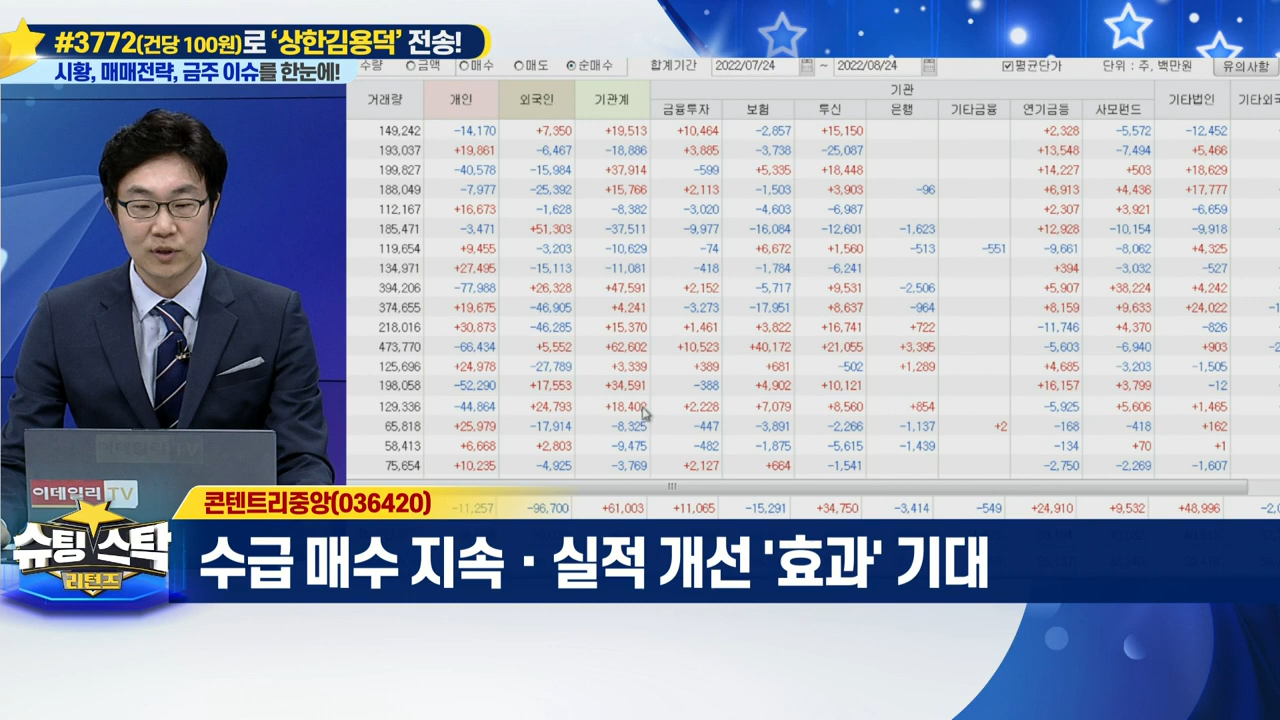 #3772(건당 100원)로 '상한김용덕' 전송!
시황, 매매전략, 금주 이슈를 한눈에!
수량 금액 매수 매도 순매수 합계기간 2022/07/24 ~ 2022/08/24 평균단가 단위 : 주, 백만원 유의사항
거래량 개인 외국인 기관계 기관 기타법인 기타외국
금융투자 보험 투신 은행 기타금융 연기금등 사모펀드
149,242 -14,170 +7,350 +19,513 +10,464 -2,857 +15,150 +2,328 -5,572 -12,452
193,037 +19,861 -6,467 -18,886 +3,885 -3,738 -25,087 +13,548 -7,494 +5,466
199,827 -40,578 -15,984 +37,914 -599 +5,335 +18,448 +14,227 +503 +18,629
188,049 -7,977 -25,392 +15,766 +2,113 -1,503 +3,903 -96 +6,913 +4,436 +17,777
112,167 +16,673 -1,628 -8,382 -3,020 -4,603 -6,987 +2,307 +3,921 -6,659
185,471 -3,471 +51,303 -37,511 -9,977 -16,084 -12,601 -1,623 +12,928 -10,154 -9,918
119,654 +9,455 -3,203 -10,629 -74 +6,672 +1,560 -513 -551 -9,661 -8,062 +4,325
134,971 +27,495 -15,113 -11,081 -418 -1,784 -6,241 +394 -3,032 -527
394,206 -77,988 +26,328 +47,591 +2,152 -5,717 +9,531 -2,506 +5,907 +38,224 +4,242
374,655 +19,675 -46,905 +4,241 -3,273 -17,951 +8,637 -964 +8,159 +9,633 +24,022
218,016 +30,873 -46,285 +15,370 +1,461 +3,822 +16,741 +722 -11,746 +4,370 -826
473,770 -66,434 +5,552 +62,602 +10,523 +40,172 +21,055 +3,395 -5,603 -6,940 +903
125,696 +24,978 -27,789 +3,339 +389 +681 -502 +1,289 +4,685 -3,203 -1,505
198,058 -52,290 +17,553 +34,591 -388 +4,902 +10,121 +16,157 +3,799 -12
129,336 -44,864 +24,793 +18,402 +2,228 +7,079 +8,560 +854 -5,925 +5,606 +1,465
65,818 +25,979 -17,914 -8,325 -447 -3,891 -2,266 -1,137 +2 -168 -418 +162
58,413 +6,668 +2,803 -9,475 -482 -1,875 -5,615 -1,439 -134 +70 +1
75,654 +10,235 -4,925 -3,769 +2,127 +664 -1,541 -2,750 -2,269 -1,607
-11,257 -96,700 +61,003 +11,065 -15,291 +34,750 -3,414 -549 +24,910 +9,532 +48,996
이데일리 TV
이데일리 TV
슈팅 스탁
리턴즈
콘텐트리중앙(036420)
수급 매수 지속 · 실적 개선 '효과' 기대